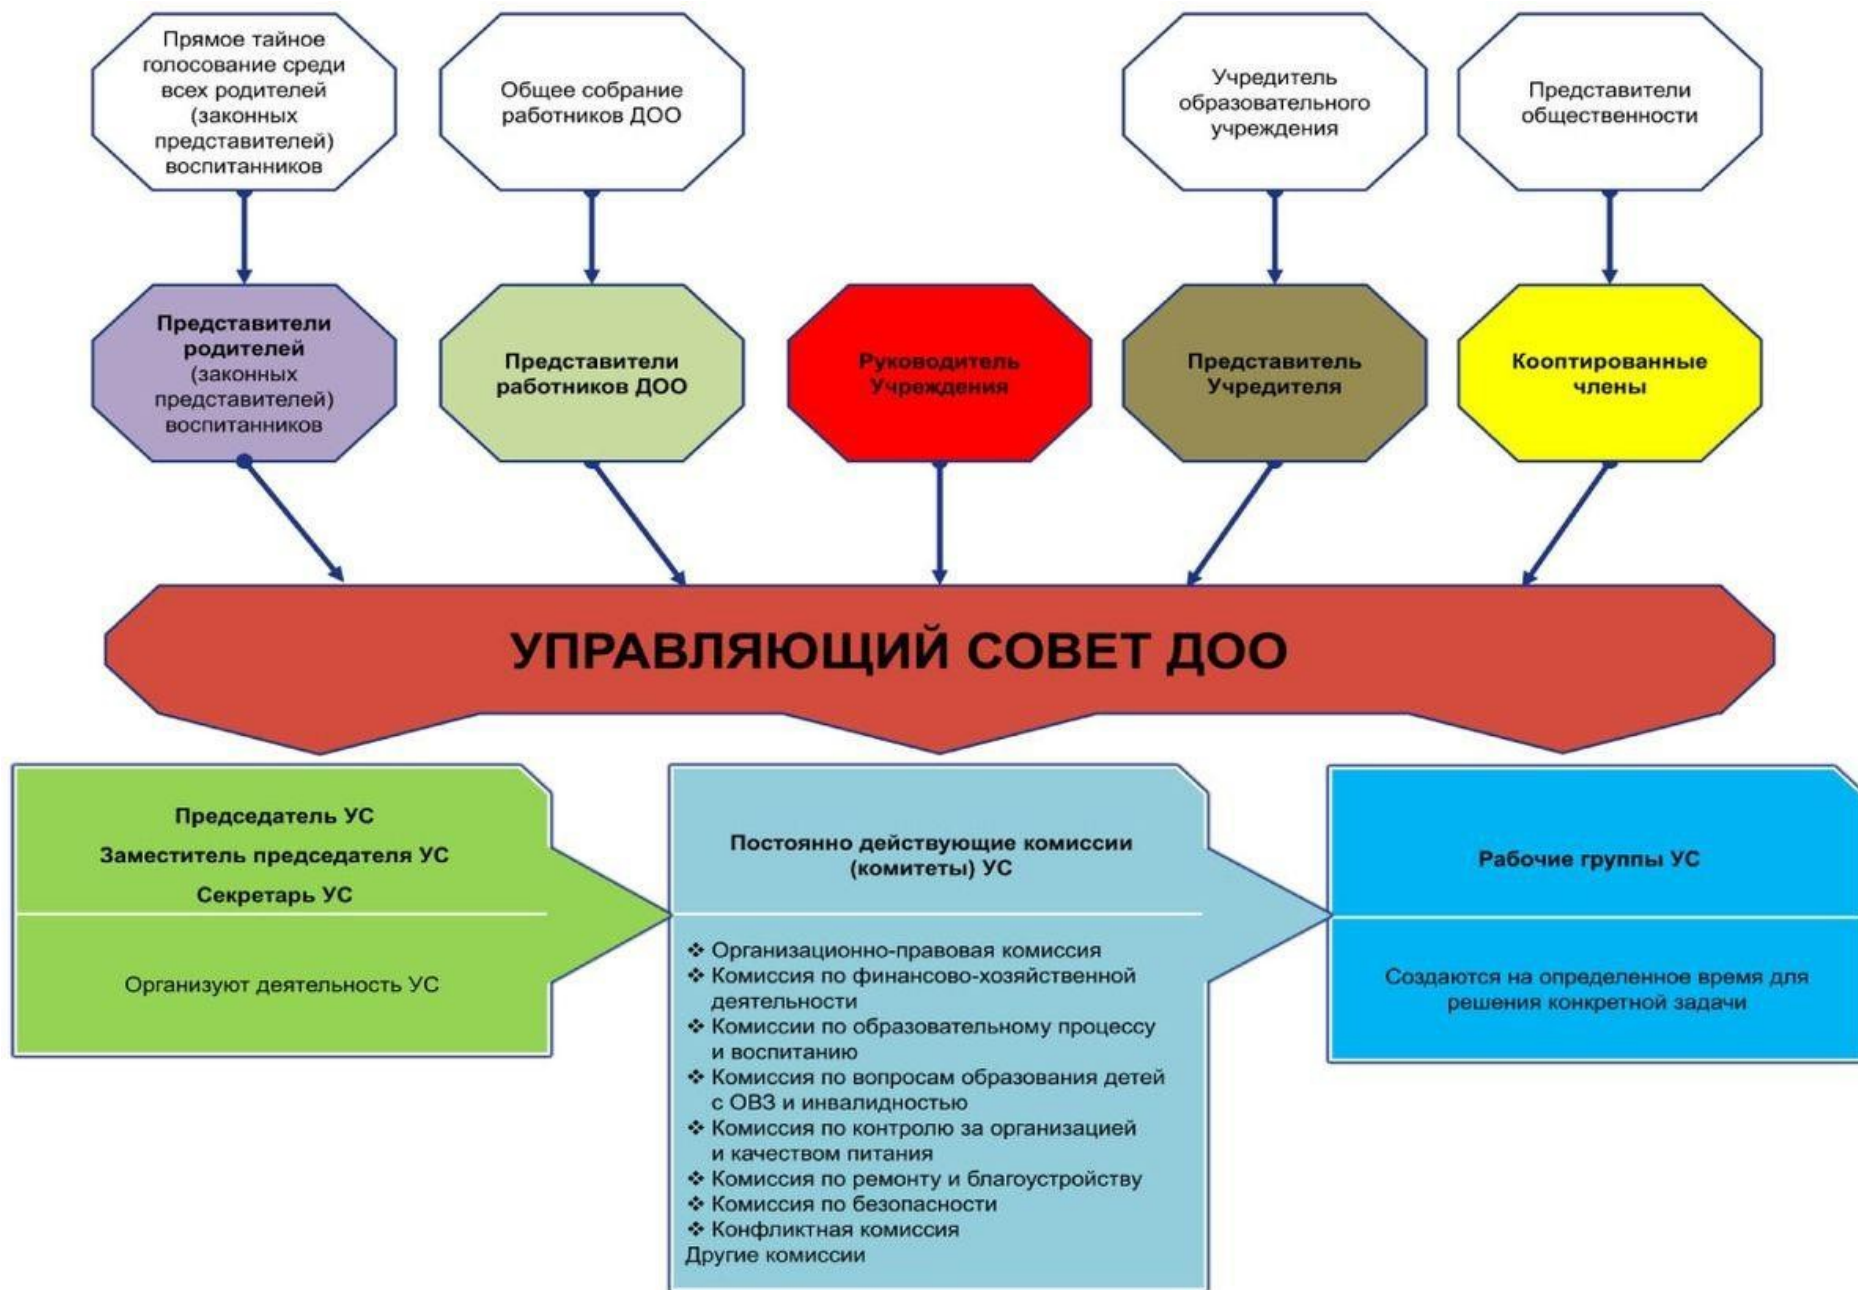 Прямое тайное
голосование среди
всех родителей
(законных
представителей)
воспитанников
Общее собрание
работников ДОО
Учредитель
образовательного
учреждения
Представители
общественности
Представители
родителей
(законных
представителей)
воспитанников
Представители
работников ДОО
Руководитель
Учреждения
Представитель
Учредителя
Кооптированные
члены
УПРАВЛЯЮЩИЙ СОВЕТ ДОО
Председатель УС
Заместитель председателя УС
Секретарь УС
Организуют деятельность УС
Постоянно действующие комиссии
(комитеты) УС
❖ Организационно-правовая комиссия
❖ Комиссия по финансово-хозяйственной
деятельности
❖ Комиссии по образовательному процессу
и воспитанию
❖ Комиссия по вопросам образования детей
с ОВЗ и инвалидностью
❖ Комиссия по контролю за организацией
и качеством питания
❖ Комиссия по ремонту и благоустройству
❖ Комиссия по безопасности
❖ Конфликтная комиссия
Другие комиссии
Рабочие группы УС
Создаются на определенное время для
решения конкретной задачи